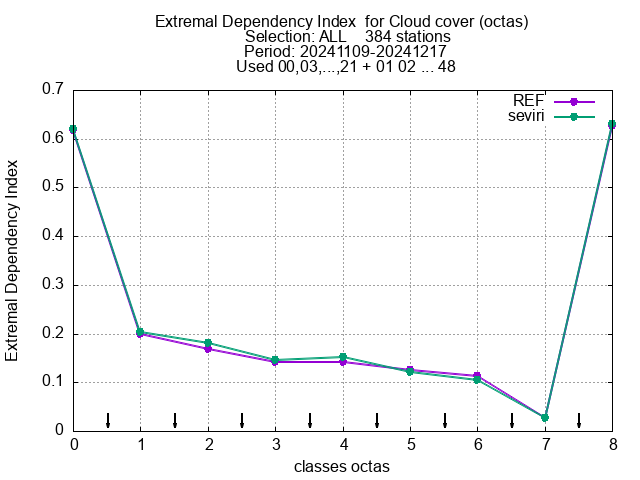 Extremal Dependency Index  for Cloud cover (octas)
Selection: ALL    384 stations
Period: 20241109-20241217
Used 00,03,...,21 + 01 02 ... 48
REF
seviri
0.7
0.6
0.5
0.4
0.3
0.2
0.1
0
Extremal Dependency Index
0 1 2 3 4 5 6 7 8
classes octas